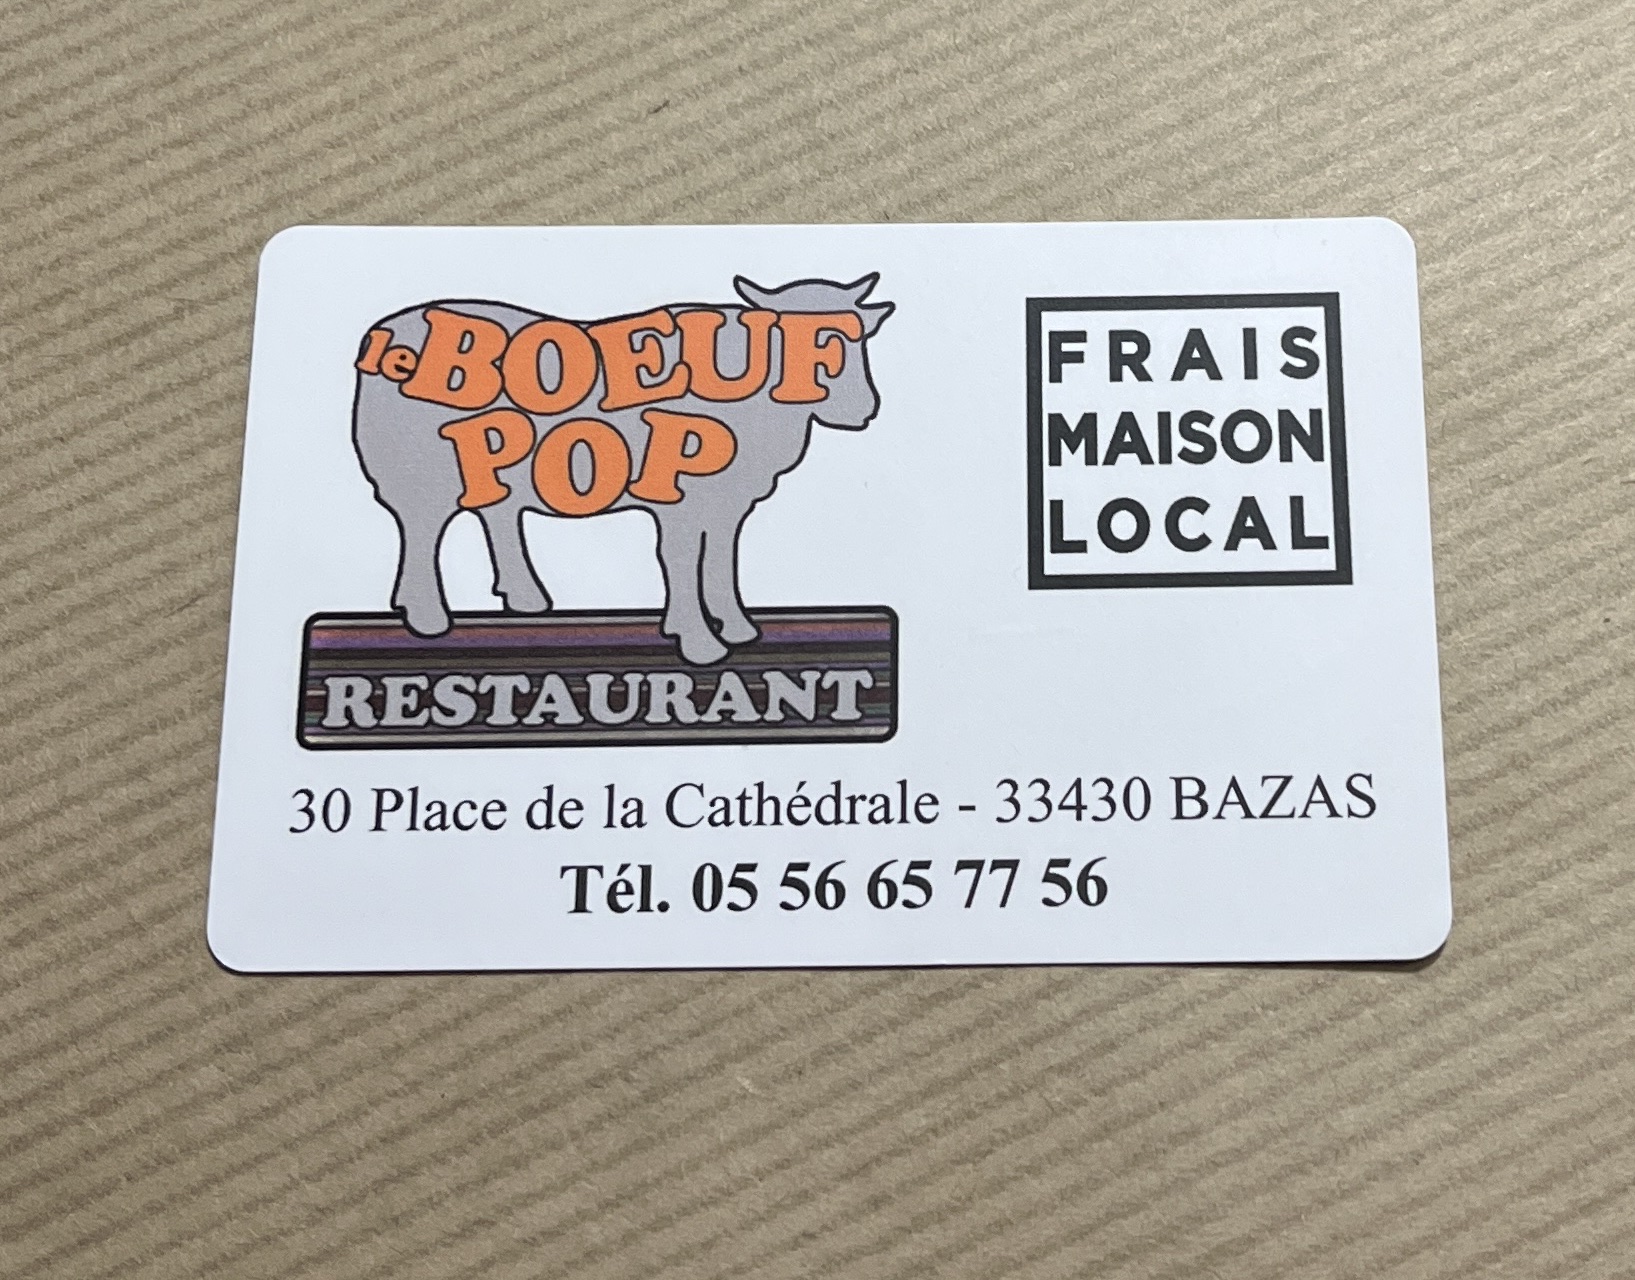 le BOEUF
POP
RESTAURANT
FRAIS
MAISON
LOCAL
30 Place de la Cathédrale - 33430 BAZAS
Tél. 05 56 65 77 56